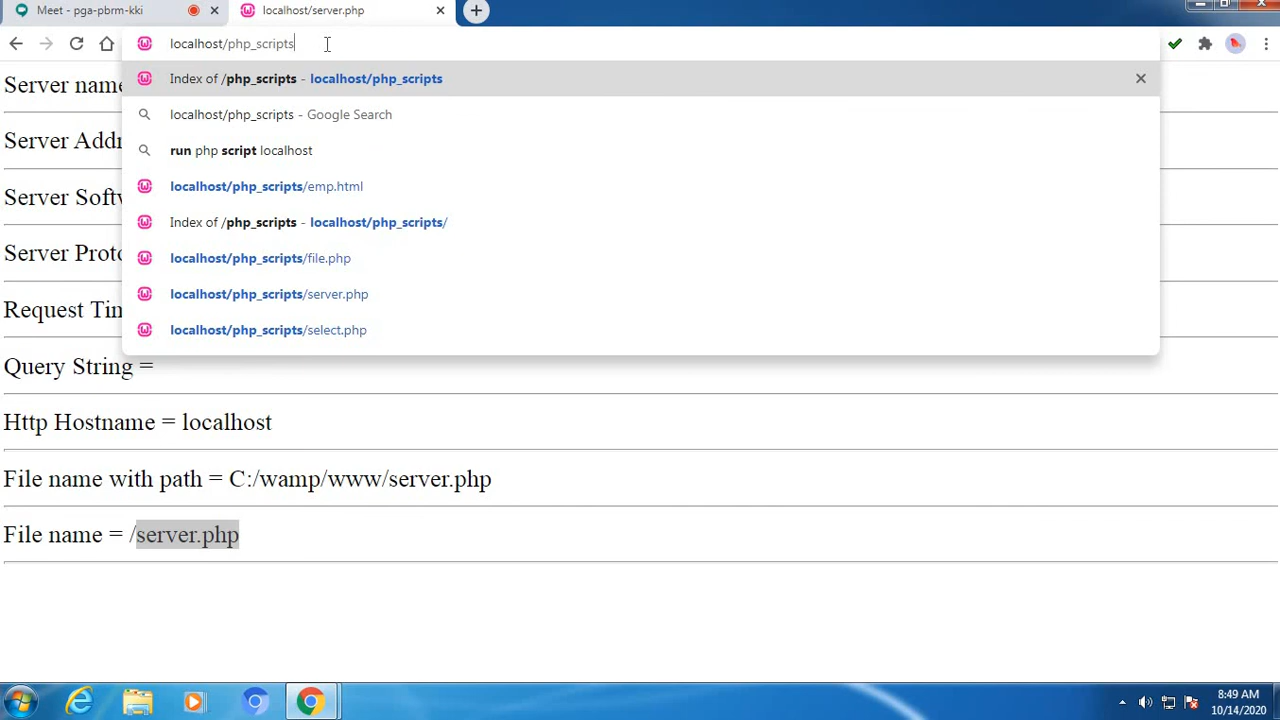 Meet - pga-pbrm-kki
localhost/server.php
localhost/php_scripts
Index of /php_scripts - localhost/php_scripts
localhost/php_scripts - Google Search
run php script localhost
localhost/php_scripts/emp.html
Index of /php_scripts - localhost/php_scripts/
localhost/php_scripts/file.php
localhost/php_scripts/server.php
localhost/php_scripts/select.php
Server name
Server Addr
Server Softw
Server Proto
Request Tim
Query String =
Http Hostname = localhost
File name with path = C:/wamp/www/server.php
File name = /server.php
8:49 AM
10/14/2020